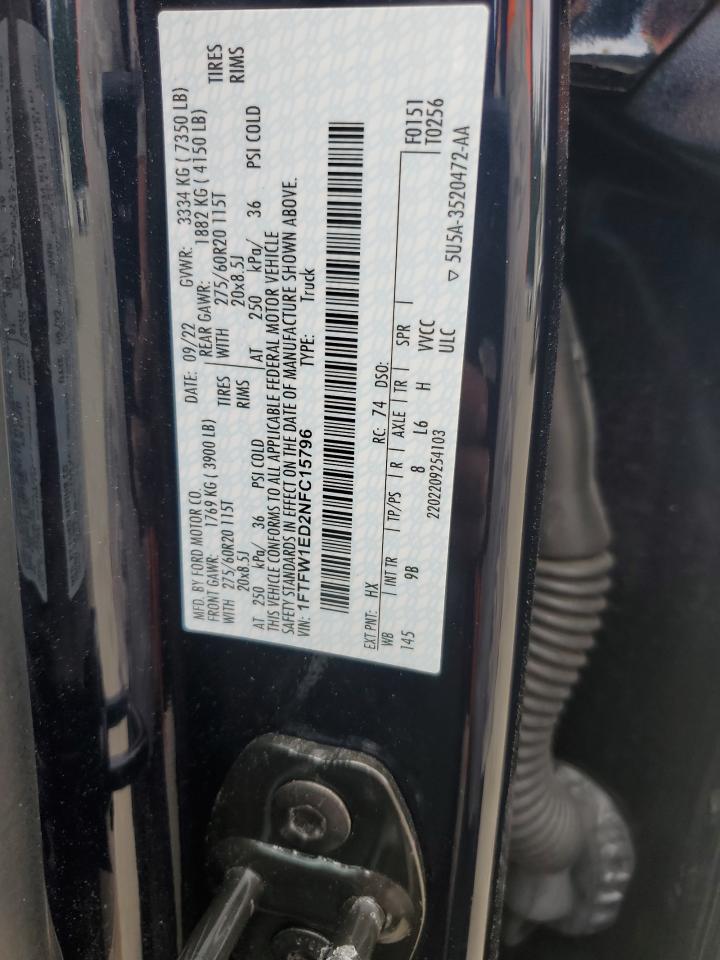 MFD. BY FORD MOTOR CO.
DATE: 09/22 GVWR: 3334 KG ( 7350 LB)
FRONT GAWR: 1769 KG ( 3900 LB) REAR GAWR: 1882 KG ( 4150 LB)
WITH 275/60R20 115T TIRES WITH 275/60R20 115T TIRES
20x8.5J RIMS 20x8.5J RIMS
AT 250 kPa/ 36 PSI COLD AT 250 kPa/ 36 PSI COLD
THIS VEHICLE CONFORMS TO ALL APPLICABLE FEDERAL MOTOR VEHICLE
SAFETY STANDARDS IN EFFECT ON THE DATE OF MANUFACTURE SHOWN ABOVE.
VIN: 1FTFW1ED2NFC15796 TYPE: Truck
EXT PNT: HX RC: 74 DSO: F0151
WB INT TR TP/PS R AXLE TR SPR T0256
145 9B 8 L6 H VVCC
2202209254103 ULC
▽ 5U5A-3520472-AA